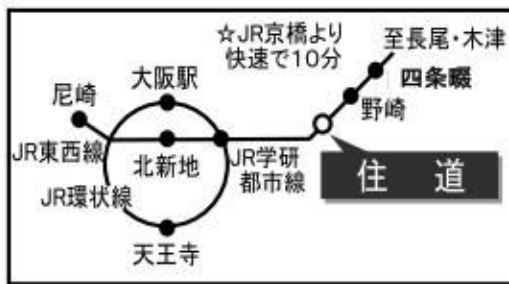 ☆JR京橋より
快速で10分
至長尾・木津
大阪駅
四条畷
尼崎
野崎
JR東西線
北新地
JR学研
都市線
住 道
JR環状線
天王寺